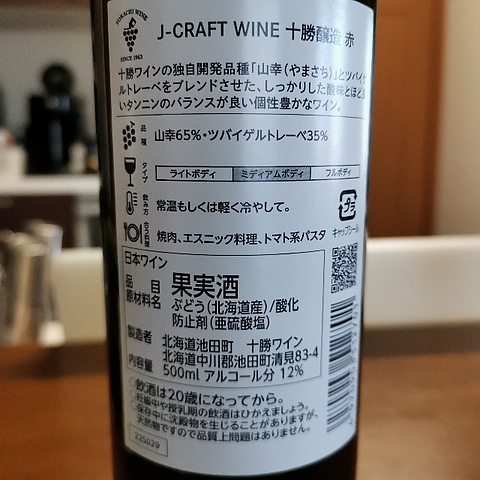 TOKACHI WINE
SINCE 1963
J-CRAFT WINE 十勝醸造 赤
十勝ワインの独自開発品種「山幸(やまさち)」とツバイゲ
ルトレーベをブレンドさせた、しっかりした酸味とほど良
いタンニンのバランスが良い個性豊かなワイン。
品種 山幸65%・ツバイゲルトレーベ35%
タイプ ライトボディ ミディアムボディ フルボディ
飲み方 常温もしくは軽く冷やして。
合う料理 焼肉、エスニック料理、トマト系パスタ
プラ
キャップシール
日本ワイン
品目 果実酒
原材料名 ぶどう(北海道産)/酸化
防止剤(亜硫酸塩)
製造者 北海道池田町 十勝ワイン
北海道中川郡池田町清見83-4
内容量 500ml アルコール分 12%
飲酒は20歳になってから。
妊娠中や授乳期の飲酒はひかえましょう。
保存中に沈殿物を生じることがありますが、
天然物ですので品質上問題はありません。
225029